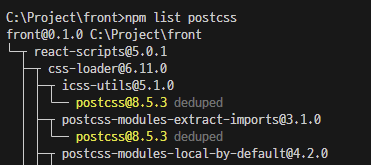 C:\Project\front>npm list postcss
front@0.1.0 C:\Project\front
└─┬ react-scripts@5.0.1
  ├─┬ css-loader@6.11.0
  │ ├─┬ icss-utils@5.1.0
  │ │ └── postcss@8.5.3 deduped
  │ ├─┬ postcss-modules-extract-imports@3.1.0
  │ │ └── postcss@8.5.3 deduped
  │ ├─┬ postcss-modules-local-by-default@4.2.0